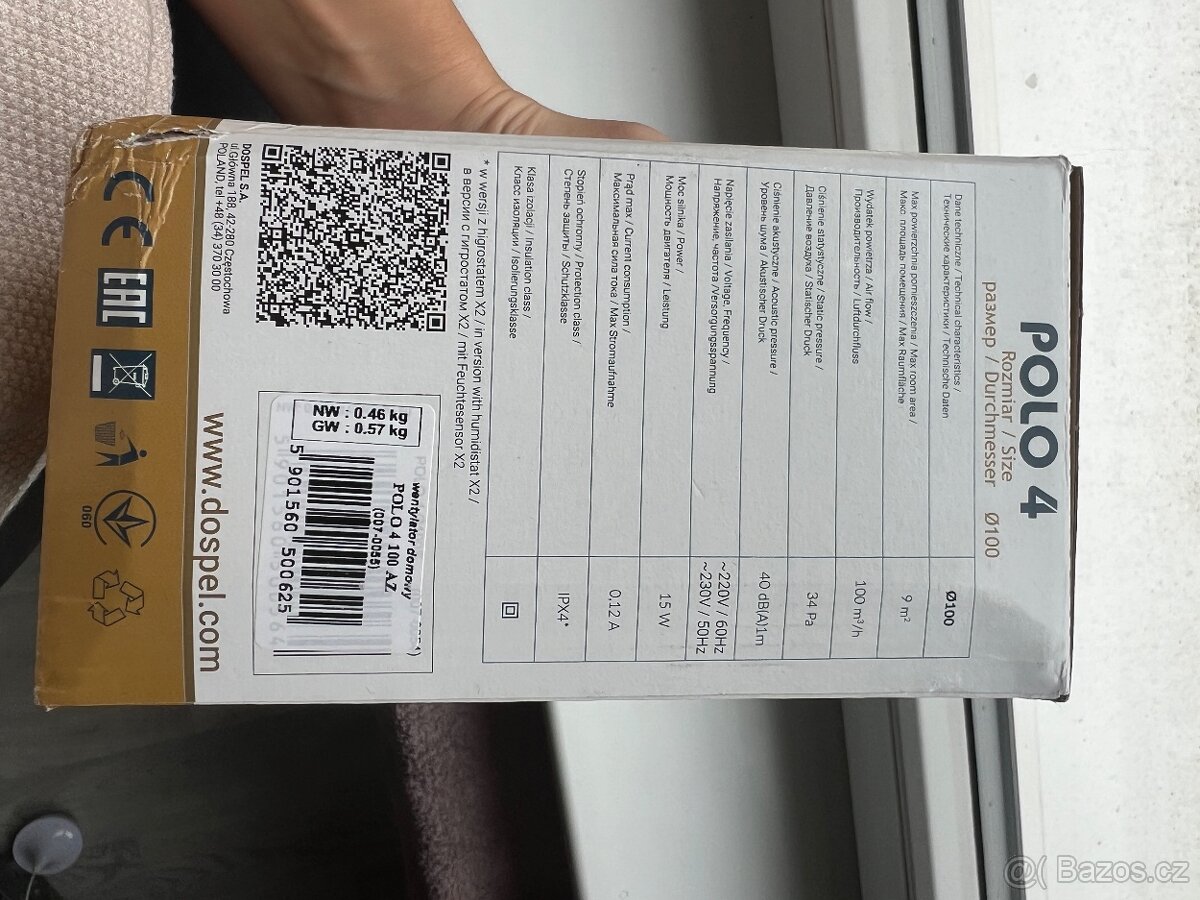 POLO 4
Rozmiar / Size
размер / Durchmesser Ø100
Dane techniczne / Technical characteristics /
Технические характеристики / Technische Daten
Ø100
Max powierzchnia pomieszczenia / Max room area /
Макс. площадь помещения / Max Raumfläche
9 m²
Wydatek powietrza / Air flow /
Производительность / Luftdurchfluss
100 m³/h
Ciśnienie statystyczne / Static pressure /
Давление воздуха / Statischer Druck
34 Pa
Ciśnienie akustyczne / Acoustic pressure /
Уровень шума / Akustischer Druck
40 dB(A)1m
Napięcie zasilania / Voltage, Frequency /
Напряжение, частота /Versorgungsspannung
~220V / 60Hz
~230V / 50Hz
Moc silnika / Power /
Мощность двигателя / Leistung
15 W
Prąd max / Current consumption /
Максимальная сила тока / Max Stromaufnahme
0.12 A
Stopień ochronny / Protection class /
Степень защиты / Schutzklasse
IPX4*
Klasa izolacji / Insulation class /
Класс изоляции / Isolierungsklasse
* w wersji z higrostatem X2 / in version with humidistat X2 /
в версии с гигростатом X2 / mit Feuchtesensor X2
wentylator domowy
POLO 4 100 AZ
(007-0055)
NW : 0.46 kg
GW : 0.57 kg
5 901560 500625
DOSPEL S.A.
ul Główna 188, 42-280 Częstochowa
POLAND, tel +48 (34) 370 30 00
www.dospel.com
CE
EAC
060
Bazoš.cz